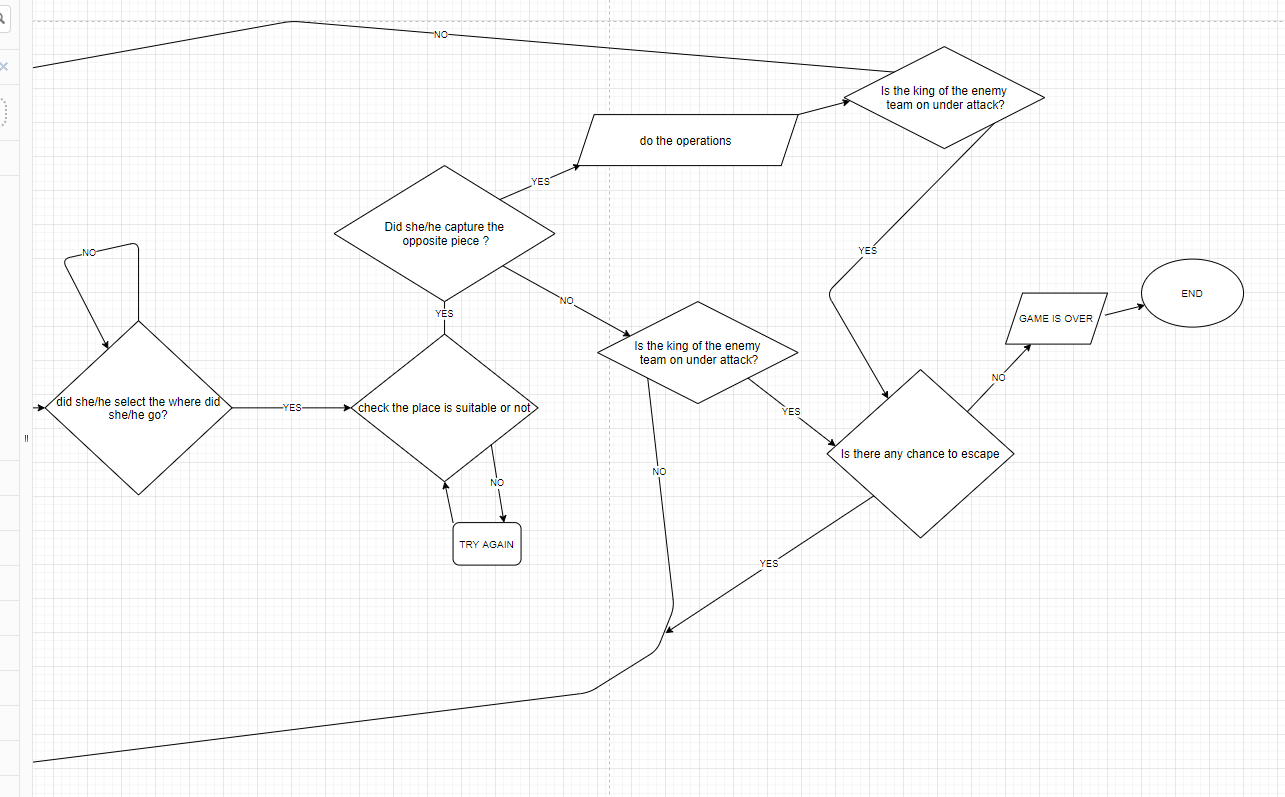 NO
Is the king of the enemy
team on under attack?
do the operations
YES
Did she/he capture the
opposite piece ?
YES
NO
NO
YES
GAME IS OVER
END
YES
Is the king of the enemy
team on under attack?
did she/he select the where did
she/he go?
YES
check the place is suitable or not
YES
NO
Is there any chance to escape
NO
NO
TRY AGAIN
YES